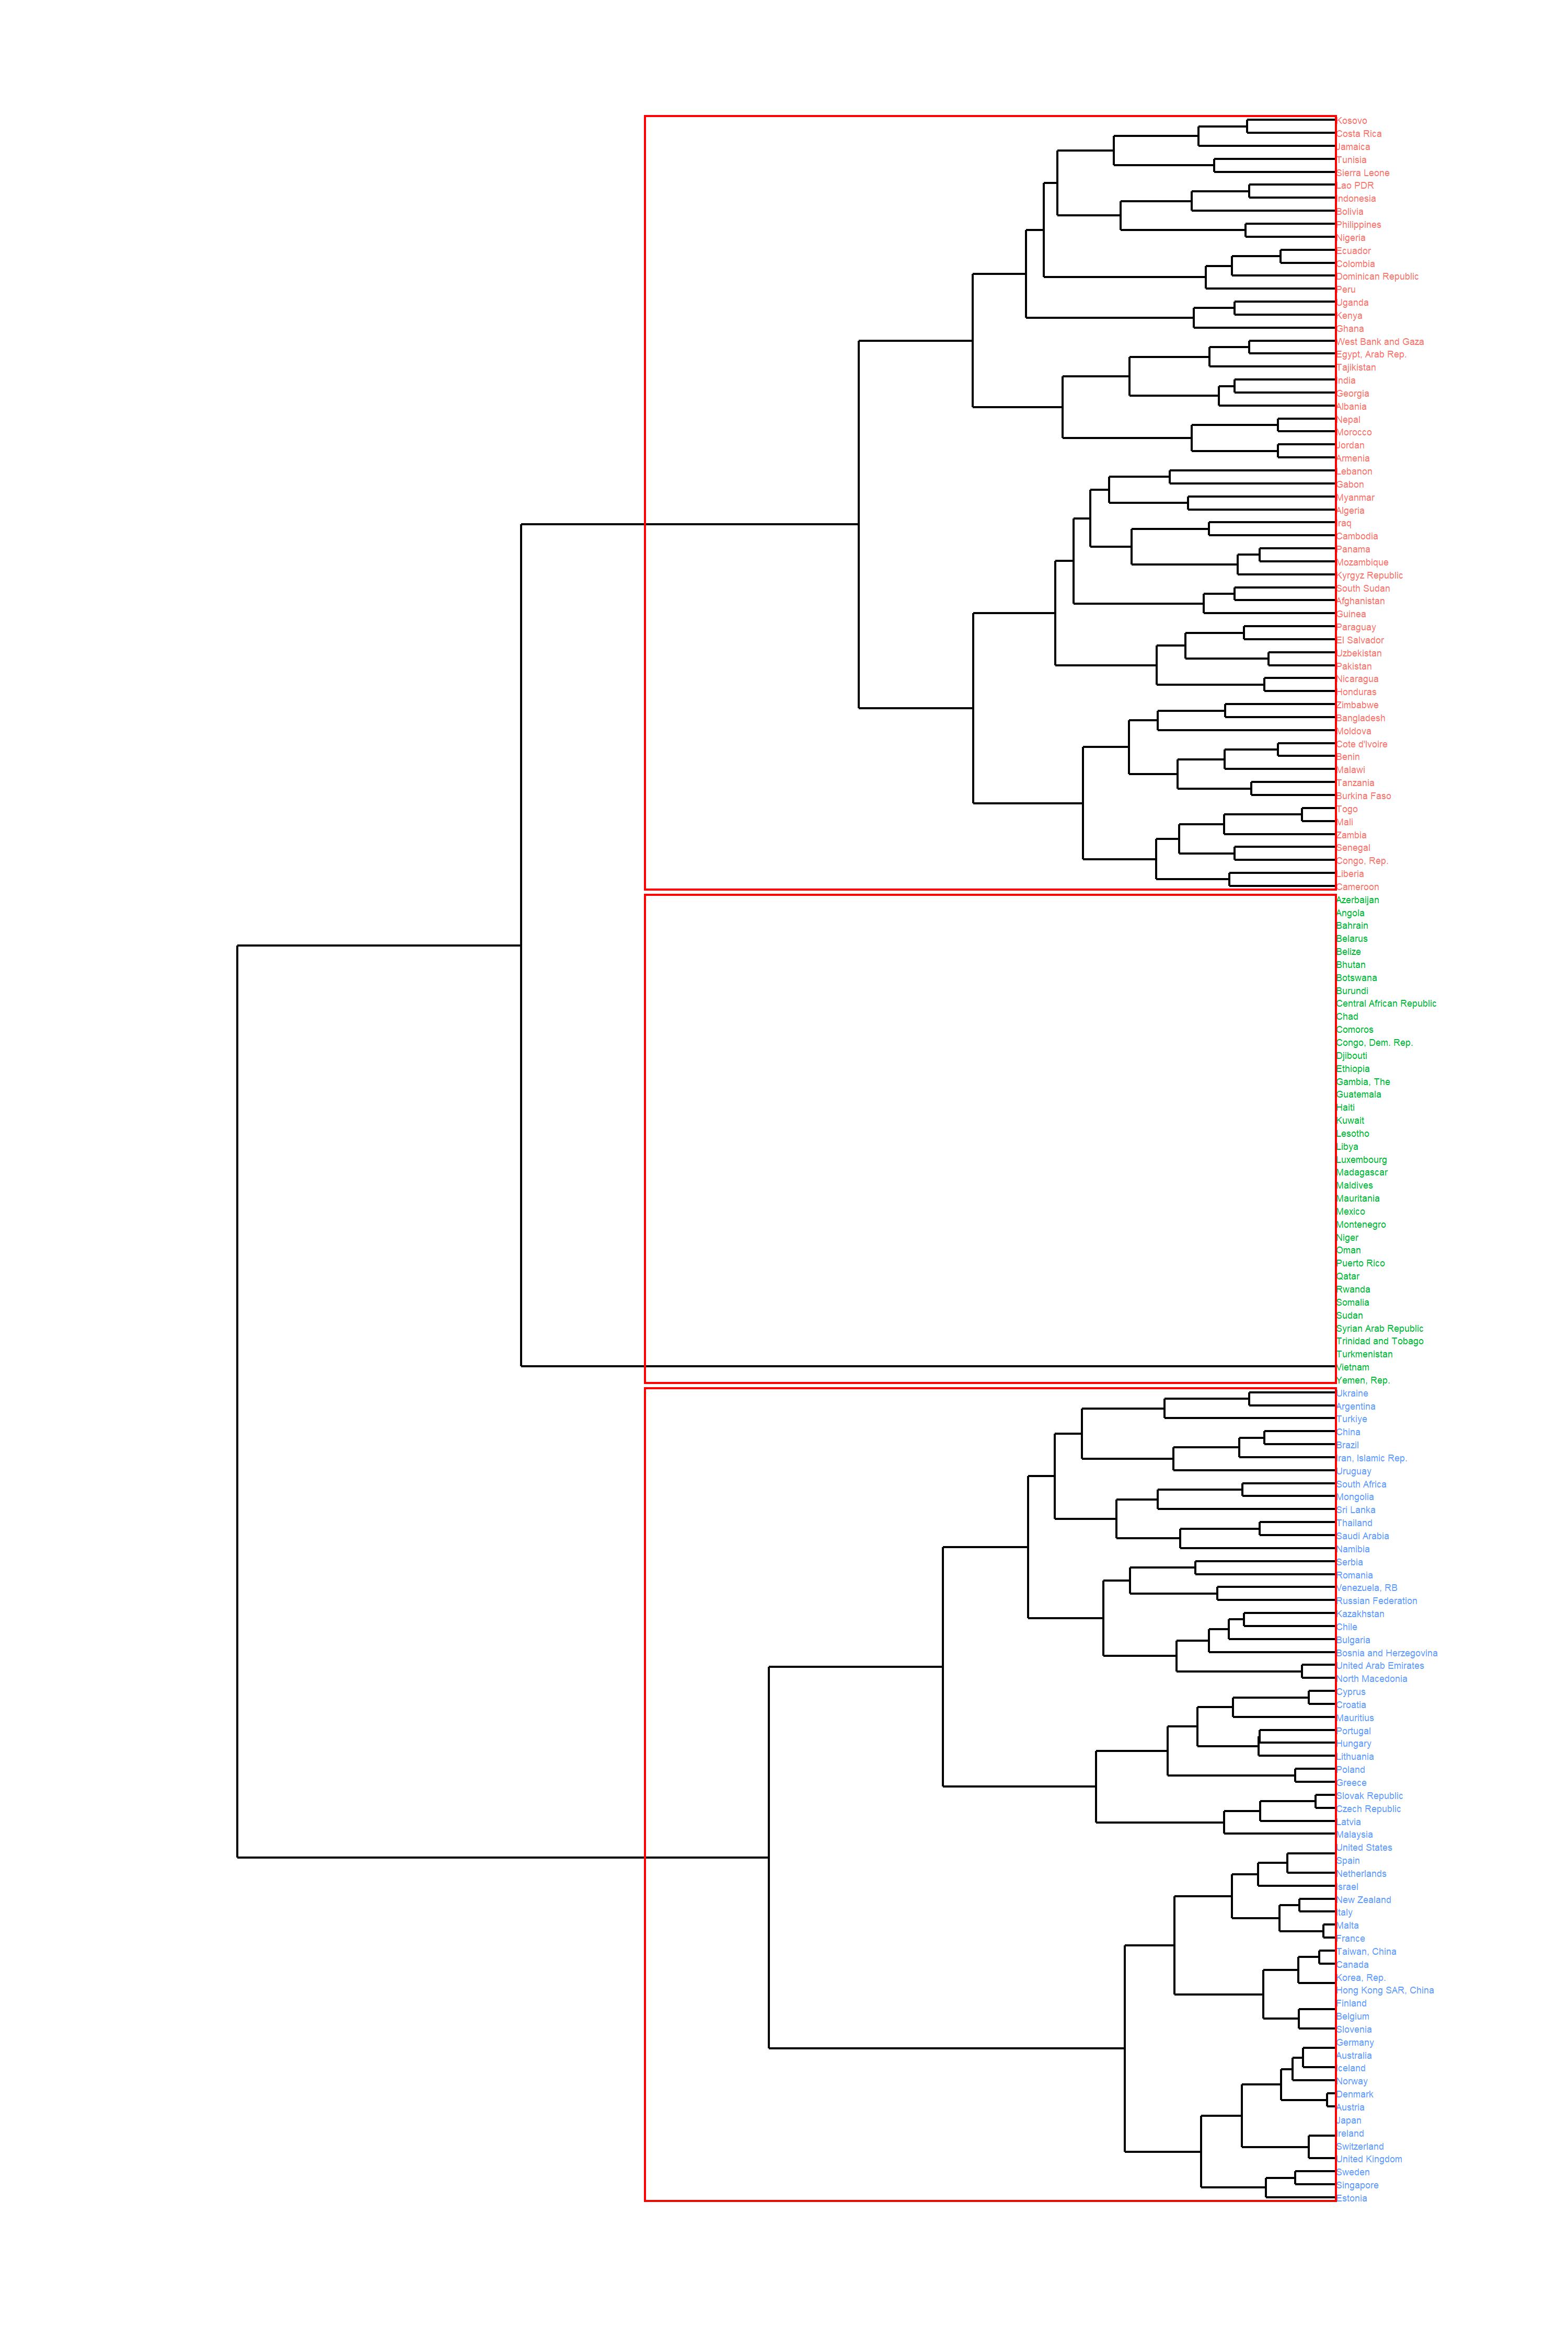 Kosovo
Costa Rica
Jamaica
Tunisia
Sierra Leone
Lao PDR
Indonesia
Bolivia
Philippines
Nigeria
Ecuador
Colombia
Dominican Republic
Peru
Uganda
Kenya
Ghana
West Bank and Gaza
Egypt, Arab Rep.
Tajikistan
India
Georgia
Albania
Nepal
Morocco
Jordan
Armenia
Lebanon
Gabon
Myanmar
Algeria
Iraq
Cambodia
Panama
Mozambique
Kyrgyz Republic
South Sudan
Afghanistan
Guinea
Paraguay
El Salvador
Uzbekistan
Pakistan
Nicaragua
Honduras
Zimbabwe
Bangladesh
Moldova
Cote d'Ivoire
Benin
Malawi
Tanzania
Burkina Faso
Togo
Mali
Zambia
Senegal
Congo, Rep.
Liberia
Cameroon
Azerbaijan
Angola
Bahrain
Belarus
Belize
Bhutan
Botswana
Burundi
Central African Republic
Chad
Comoros
Congo, Dem. Rep.
Djibouti
Ethiopia
Gambia, The
Guatemala
Haiti
Kuwait
Lesotho
Libya
Luxembourg
Madagascar
Maldives
Mauritania
Mexico
Montenegro
Niger
Oman
Puerto Rico
Qatar
Rwanda
Somalia
Sudan
Syrian Arab Republic
Trinidad and Tobago
Turkmenistan
Vietnam
Yemen, Rep.
Ukraine
Argentina
Turkiye
China
Brazil
Iran, Islamic Rep.
Uruguay
South Africa
Mongolia
Sri Lanka
Thailand
Saudi Arabia
Namibia
Serbia
Romania
Venezuela, RB
Russian Federation
Kazakhstan
Chile
Bulgaria
Bosnia and Herzegovina
United Arab Emirates
North Macedonia
Cyprus
Croatia
Mauritius
Portugal
Hungary
Lithuania
Poland
Greece
Slovak Republic
Czech Republic
Latvia
Malaysia
United States
Spain
Netherlands
Israel
New Zealand
Italy
Malta
France
Taiwan, China
Canada
Korea, Rep.
Hong Kong SAR, China
Finland
Belgium
Slovenia
Germany
Australia
Iceland
Norway
Denmark
Austria
Japan
Ireland
Switzerland
United Kingdom
Sweden
Singapore
Estonia